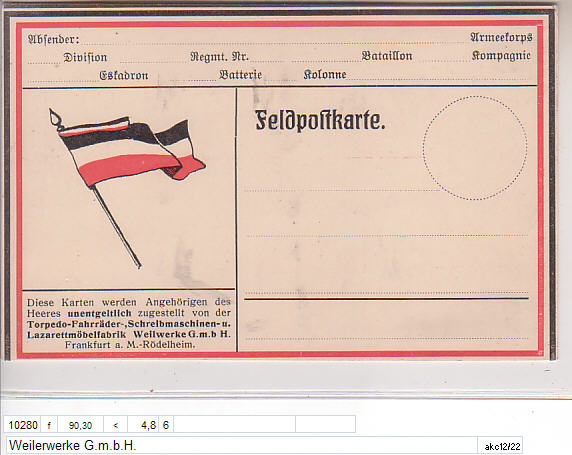 Absender: Armeekorps
Division Regmt. Nr. Bataillon Kompagnie
Eskadron Batterie Kolonne
Feldpostkarte.
Diese Karten werden Angehörigen des
Heeres unentgeltlich zugestellt von der
Torpedo-Fahrräder-,Schreibmaschinen-u.
Lazarettmöbelfabrik Weilwerke G.m.b H.
Frankfurt a. M.-Rödelheim.
10280 f 90,30 < 4,8 6
Weilerwerke G.m.b.H. akc12/22